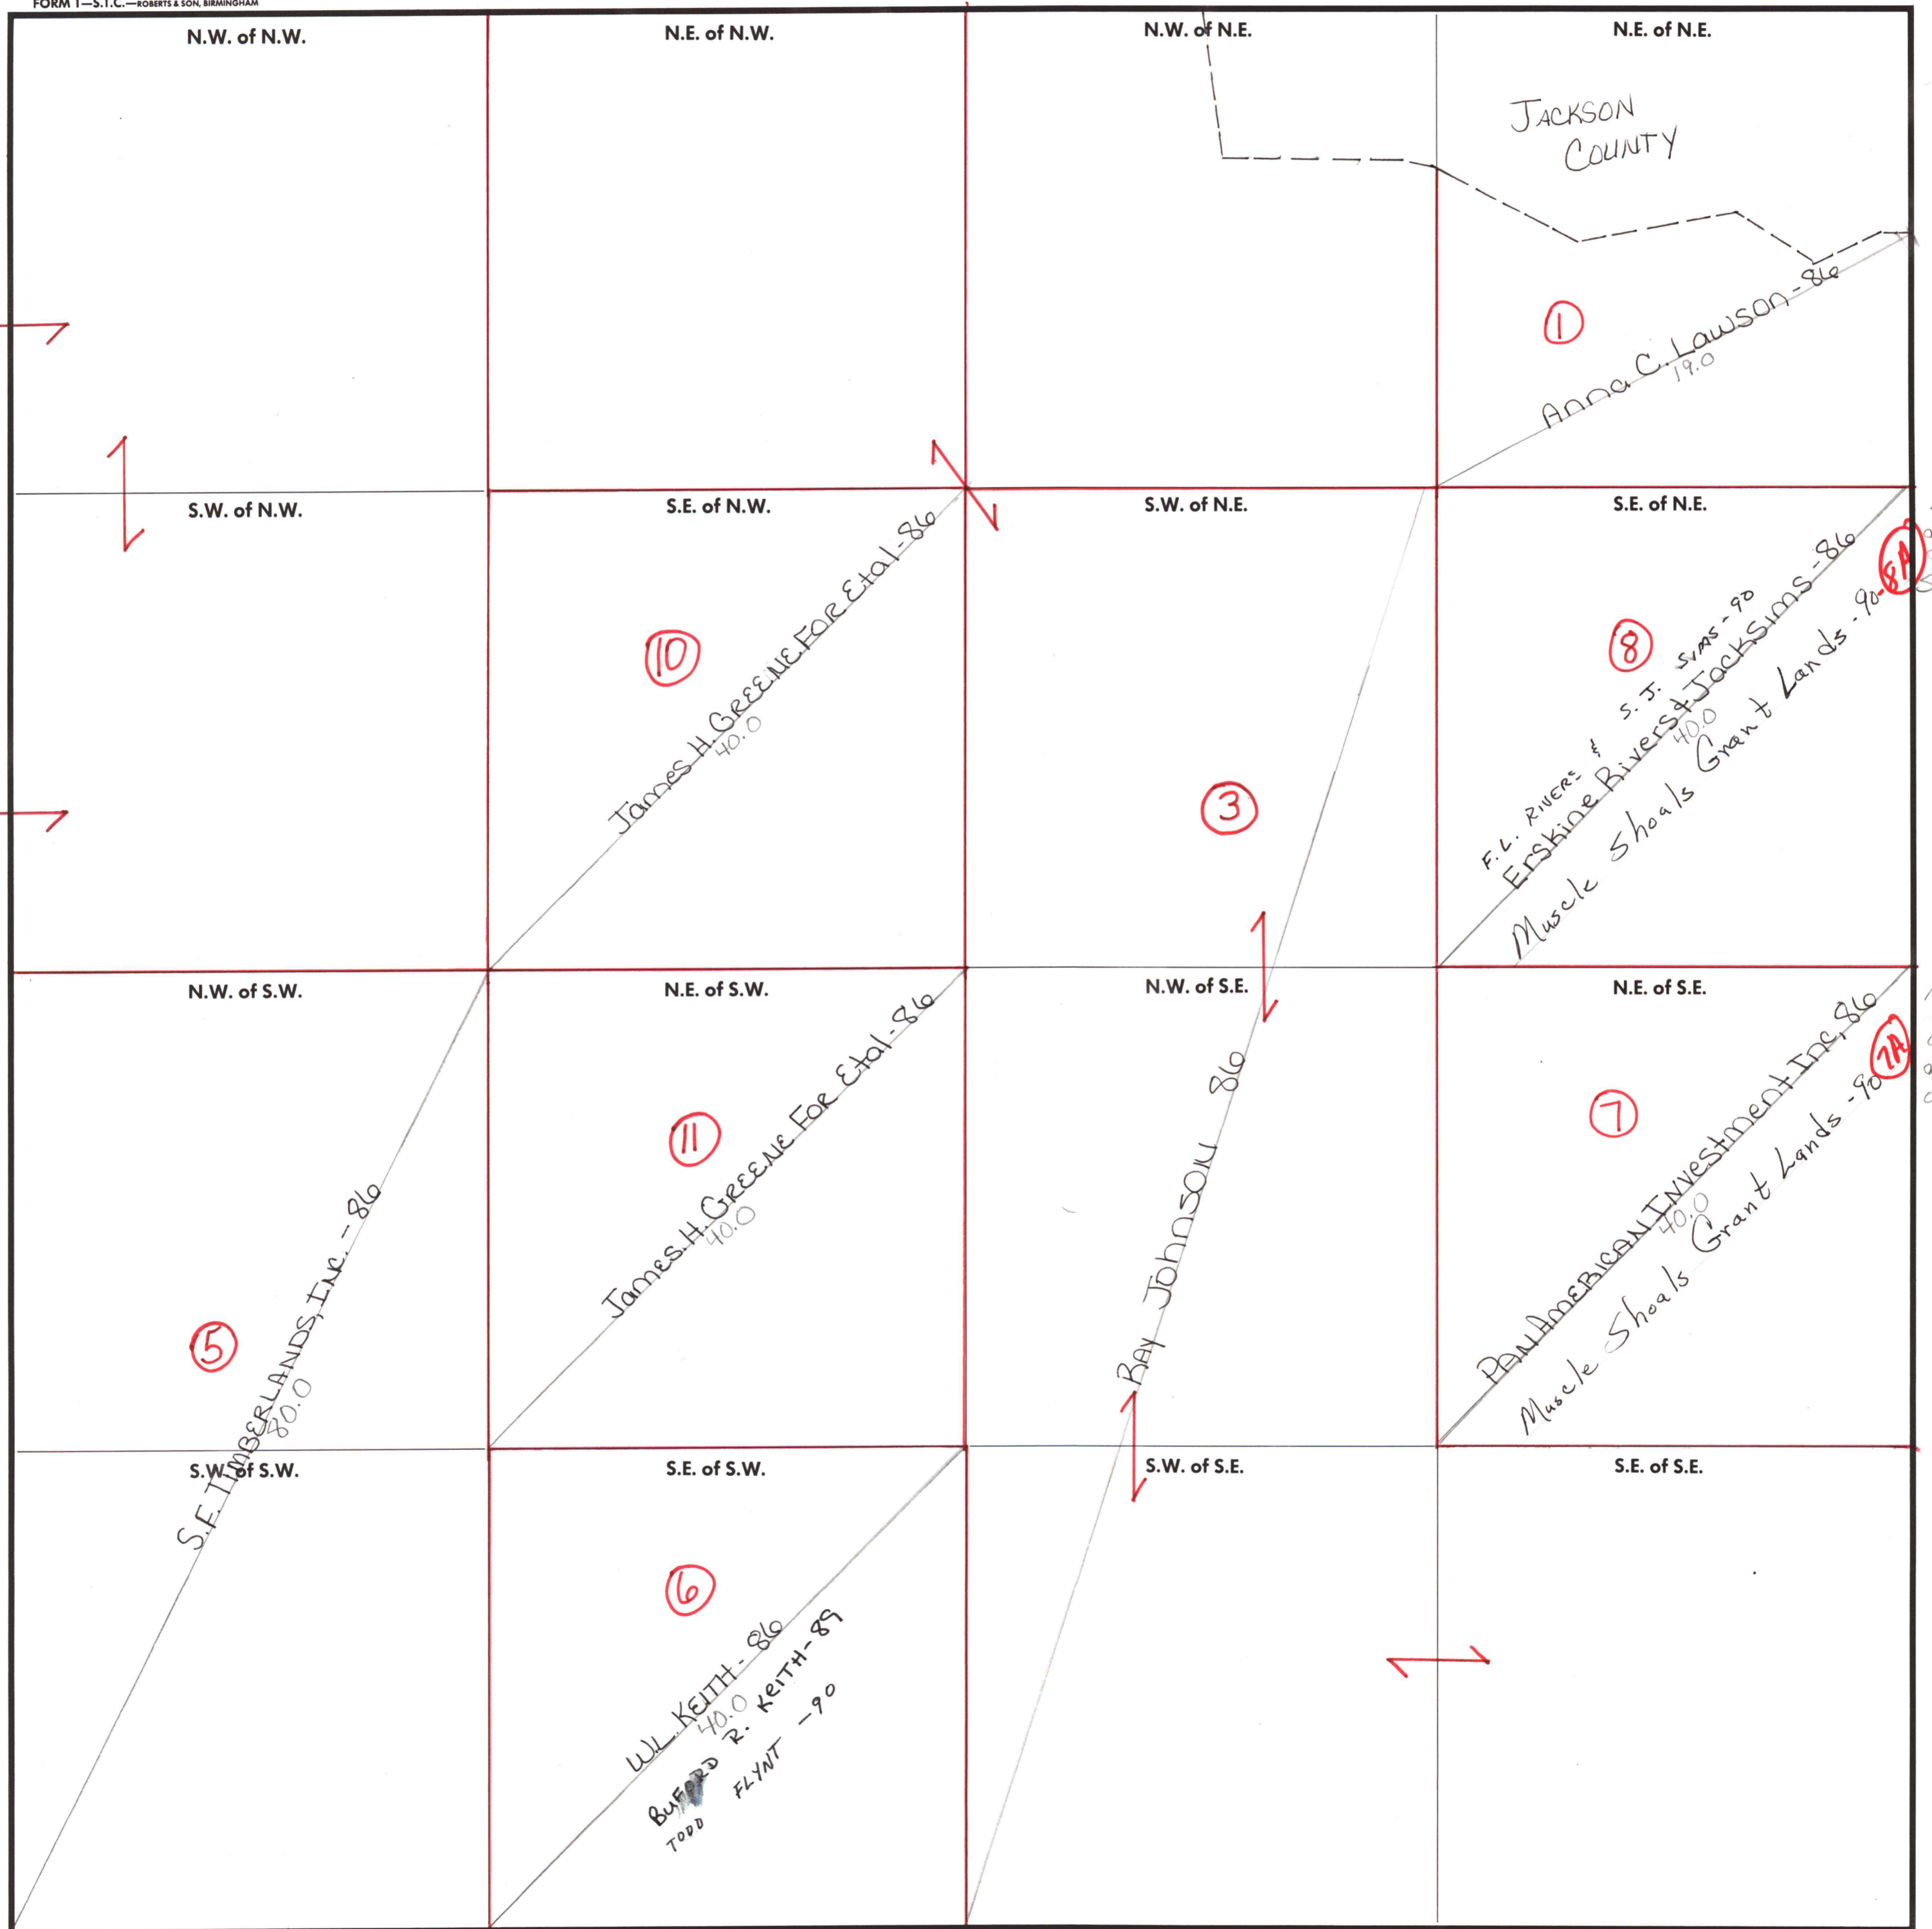 FORM 1—S.T.C.—ROBERTS & SON, BIRMINGHAM
N.W. of N.W.
N.E. of N.W.
N.W. of N.E.
N.E. of N.E.
JACKSON
COUNTY
1
Anna C. Lawson - 86
19.0
S.W. of N.W.
S.E. of N.W.
10
James H. GREENE FOR Etal - 86
40.0
S.W. of N.E.
3
S.E. of N.E.
8
F.L. RIVERS & S. J. SIMS - 90
Erskine Rivers & Jack Sims - 86
40.0
Muscle Shoals Grant Lands - 90 - 8A
N.W. of S.W.
5
S.F. TIMBERLANDS, INC. - 86
80.0
N.E. of S.W.
11
James H. GREENE FOR Etal - 86
40.0
N.W. of S.E.
RAY JOHNSON 86
N.E. of S.E.
7
PAN AMERICAN INVESTMENT INC, 86
40.0
Muscle Shoals Grant Lands - 90 7A
S.W. of S.W.
S.E. of S.W.
6
W.L. KEITH - 86
40.0
BUFORD R. KEITH - 89
TODD FLYNT - 90
S.W. of S.E.
S.E. of S.E.